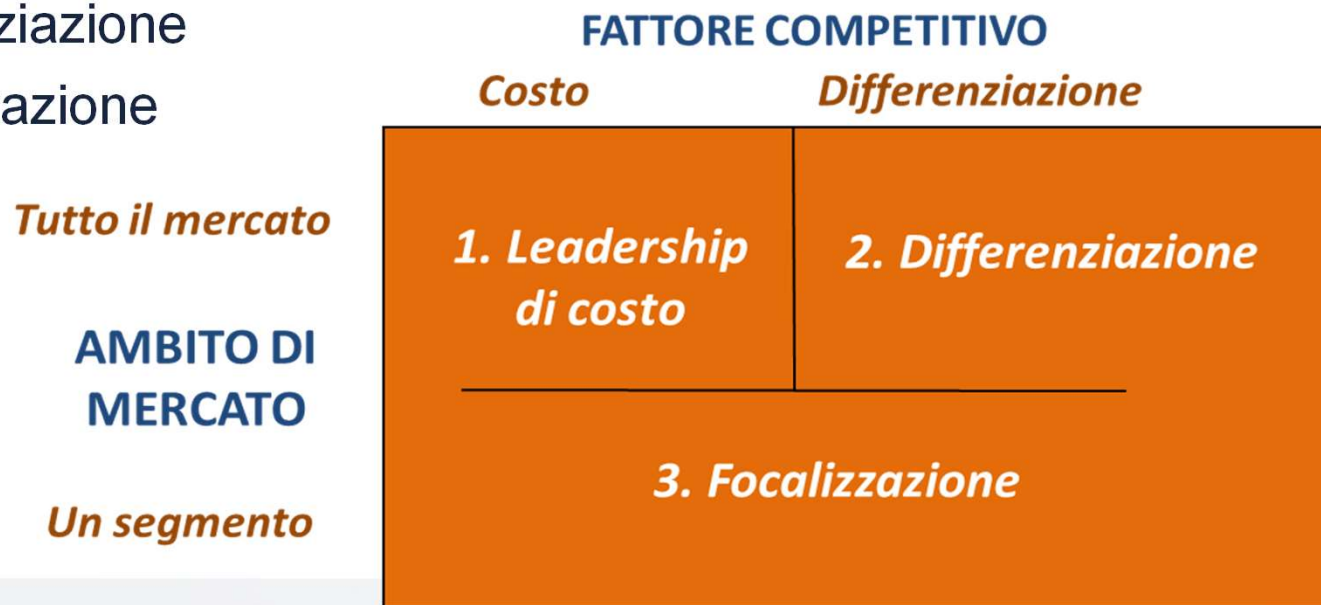 ziazione
azione
FATTORE COMPETITIVO
Costo Differenziazione
Tutto il mercato
1. Leadership
di costo
2. Differenziazione
AMBITO DI
MERCATO
3. Focalizzazione
Un segmento